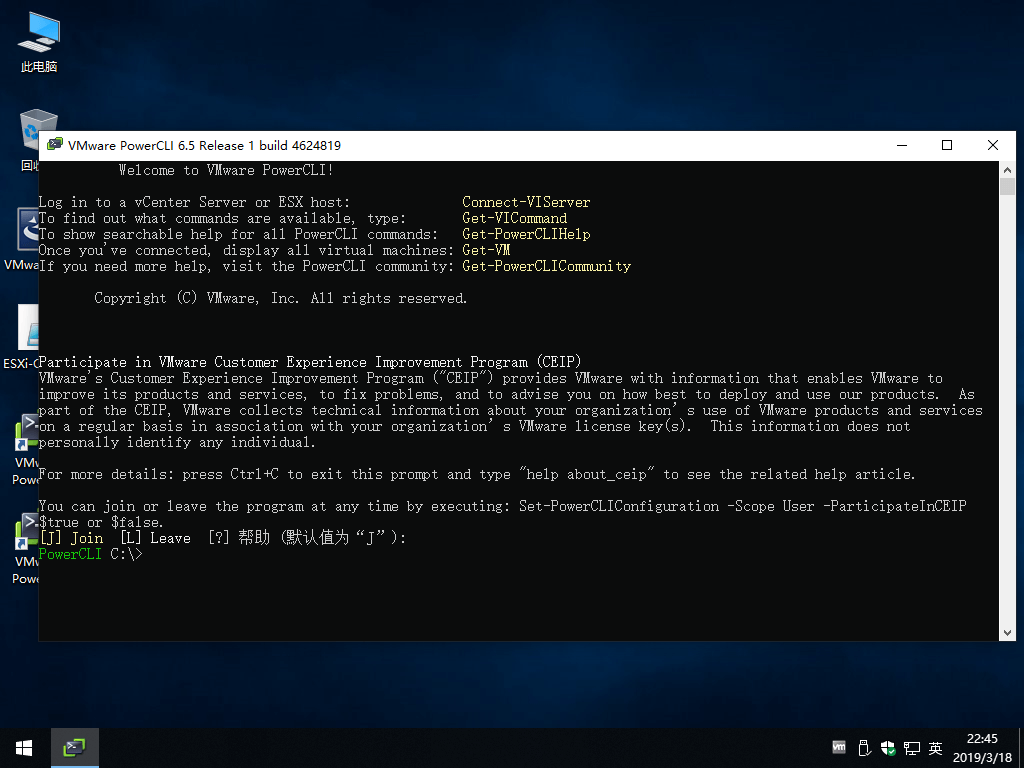 此电脑
VMware PowerCLI 6.5 Release 1 build 4624819
Welcome to VMware PowerCLI!
Log in to a vCenter Server or ESX host: Connect-VIServer
To find out what commands are available, type: Get-VICommand
To show searchable help for all PowerCLI commands: Get-PowerCLIHelp
Once you've connected, display all virtual machines: Get-VM
If you need more help, visit the PowerCLI community: Get-PowerCLICommunity
Copyright (C) VMware, Inc. All rights reserved.
Participate in VMware Customer Experience Improvement Program (CEIP)
VMware's Customer Experience Improvement Program ("CEIP") provides VMware with information that enables VMware to
improve its products and services, to fix problems, and to advise you on how best to deploy and use our products.  As
part of the CEIP, VMware collects technical information about your organization’s use of VMware products and services
on a regular basis in association with your organization’s VMware license key(s).  This information does not
personally identify any individual.
For more details: press Ctrl+C to exit this prompt and type "help about_ceip" to see the related help article.
You can join or leave the program at any time by executing: Set-PowerCLIConfiguration -Scope User -ParticipateInCEIP
$true or $false.
[J] Join  [L] Leave  [?] 帮助 (默认值为“J”):
PowerCLI C:\>
vm
英
22:45
2019/3/18